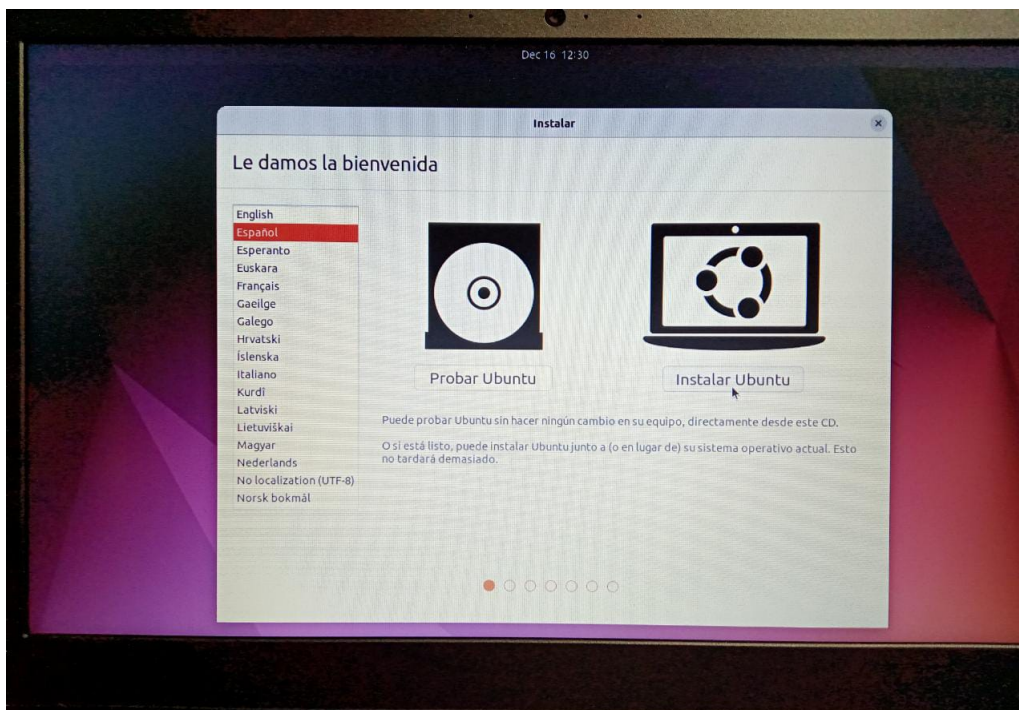 Dec 16 12:30
Instalar
Le damos la bienvenida
English
Español
Esperanto
Euskara
Français
Gaeilge
Galego
Hrvatski
Íslenska
Italiano
Kurdî
Latviski
Lietuviškai
Magyar
Nederlands
No localization (UTF-8)
Norsk bokmål
Probar Ubuntu
Instalar Ubuntu
Puede probar Ubuntu sin hacer ningún cambio en su equipo, directamente desde este CD.
O si está listo, puede instalar Ubuntu junto a (o en lugar de) su sistema operativo actual. Esto
no tardará demasiado.